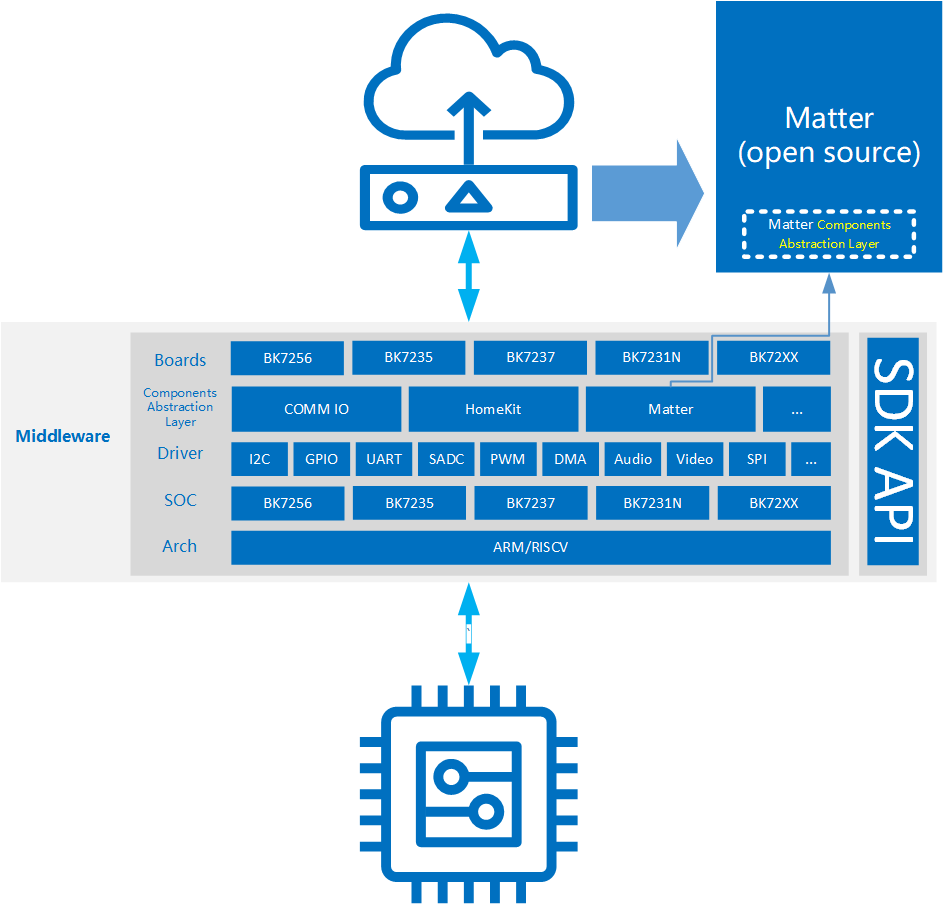 Matter
(open source)
Matter Components
Abstraction Layer
Middleware
Boards
BK7256
BK7235
BK7237
BK7231N
BK72XX
Components
Abstraction
Layer
COMM IO
HomeKit
Matter
...
Driver
I2C
GPIO
UART
SADC
PWM
DMA
Audio
Video
SPI
...
SOC
BK7256
BK7235
BK7237
BK7231N
BK72XX
Arch
ARM/RISCV
SDK API